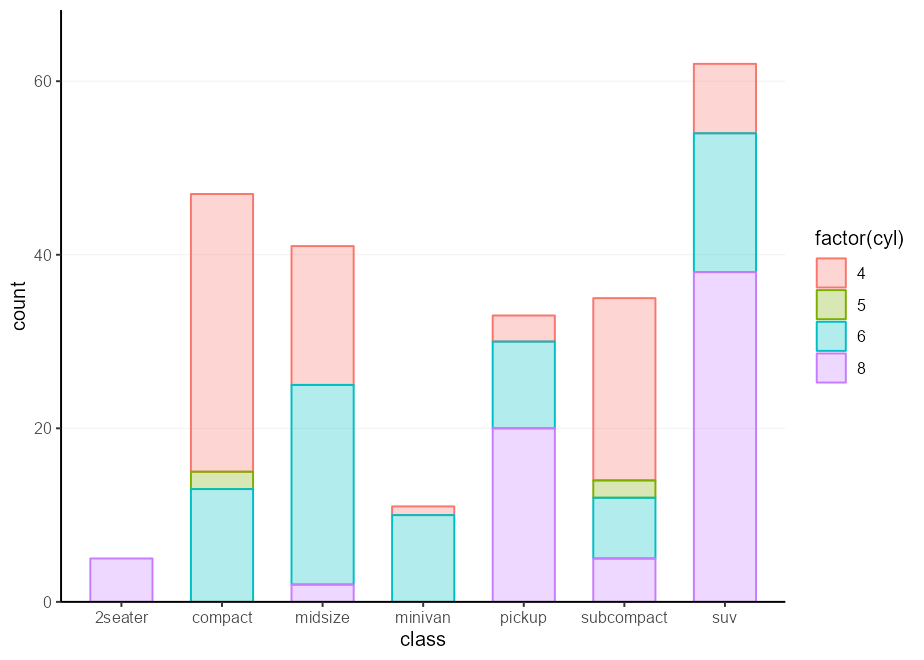 60
40
20
0
count
2seater compact midsize minivan pickup subcompact suv
class
factor(cyl)
4
5
6
8